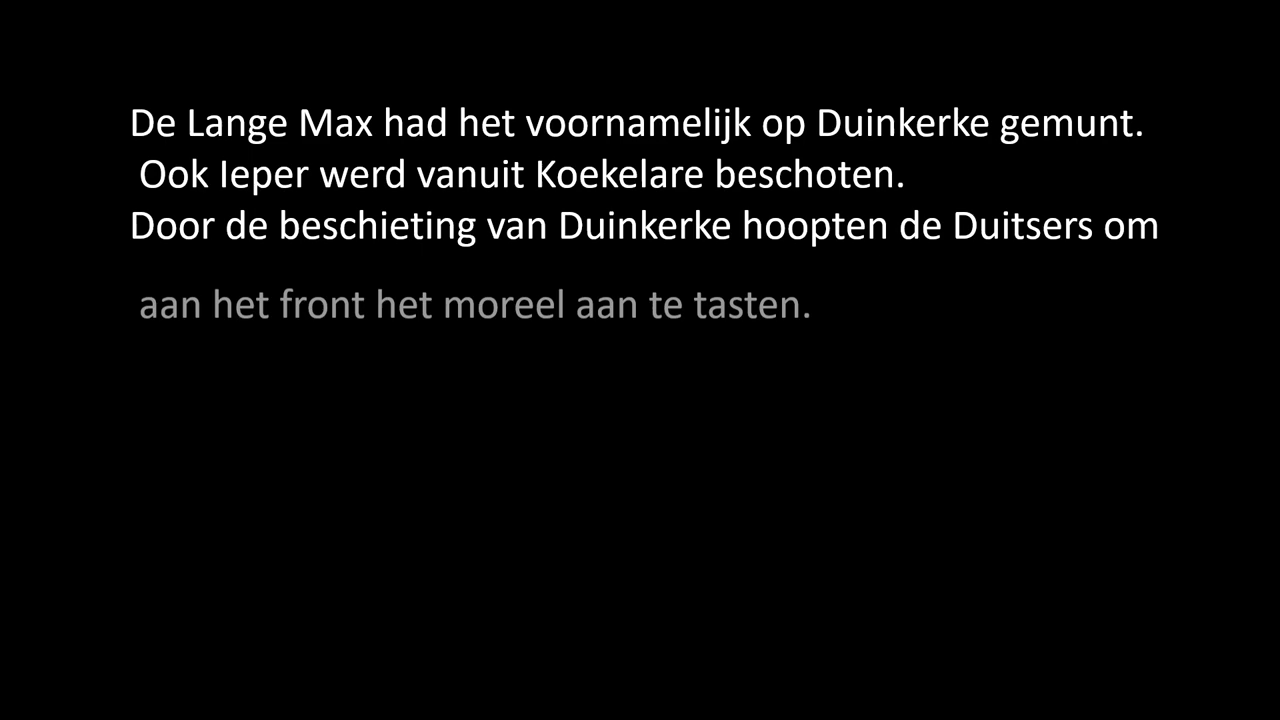 De Lange Max had het voornamelijk op Duinkerke gemunt.
Ook Ieper werd vanuit Koekelare beschoten.
Door de beschieting van Duinkerke hoopten de Duitsers om
aan het front het moreel aan te tasten.